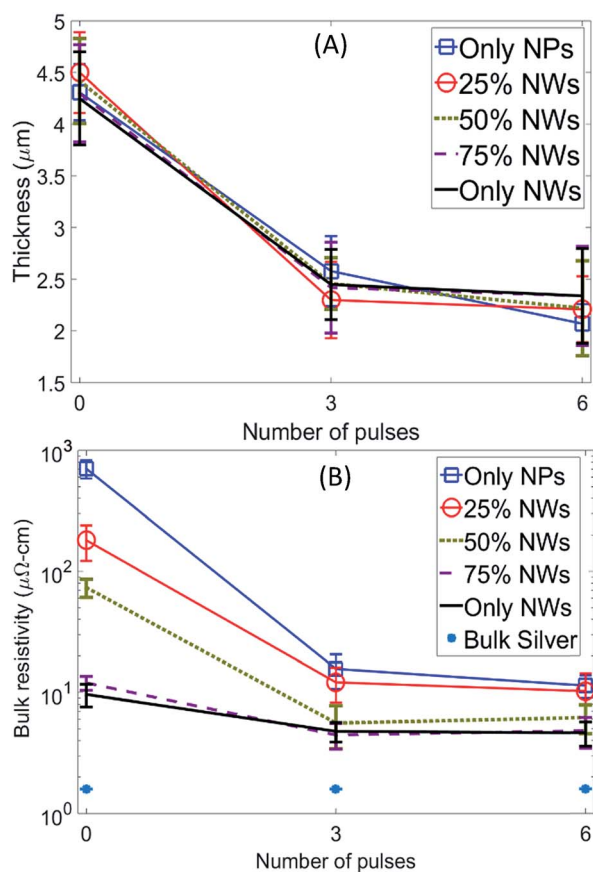 (A)
5
4.5
4
3.5
3
2.5
2
1.5
Thickness (μm)
Only NPs
25% NWs
50% NWs
75% NWs
Only NWs
0 3 6
Number of pulses
(B)
10³
10²
10¹
10⁰
Bulk resistivity (μΩ-cm)
Only NPs
25% NWs
50% NWs
75% NWs
Only NWs
Bulk Silver
0 3 6
Number of pulses